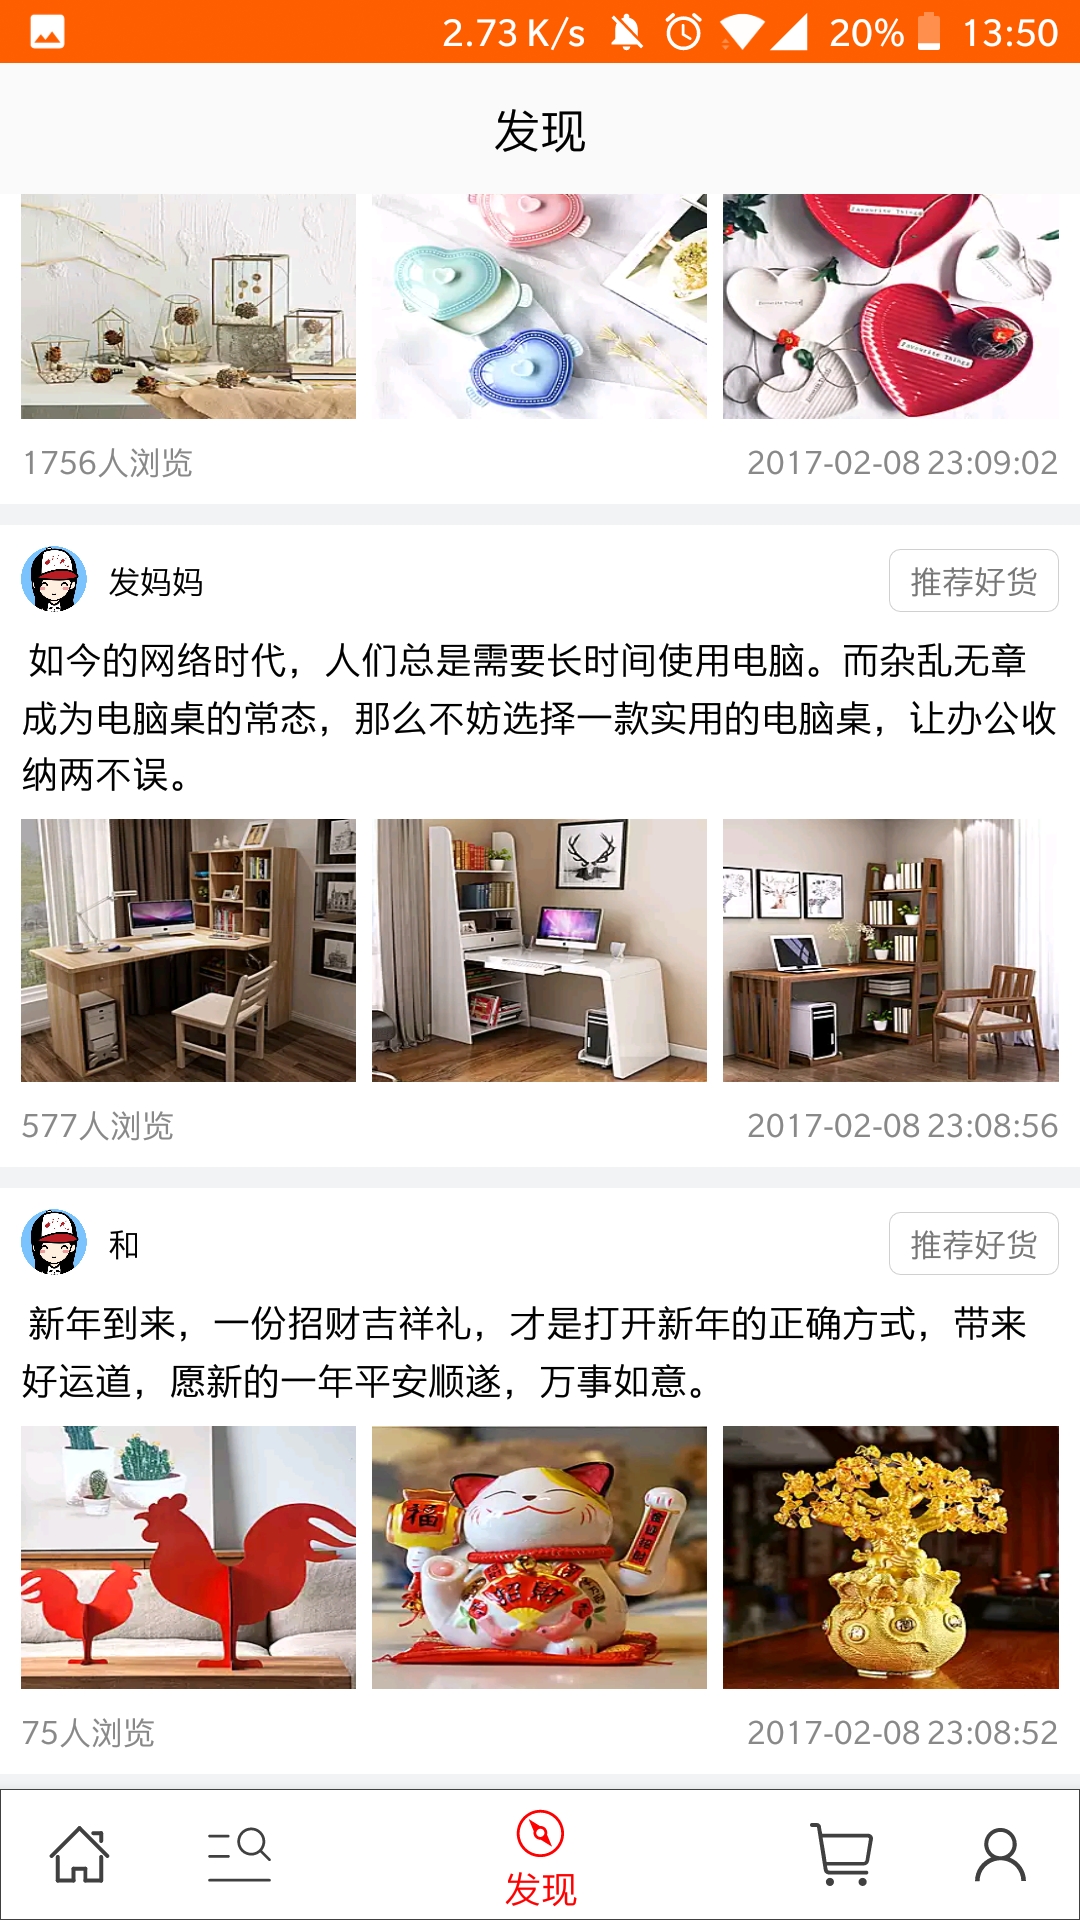 2.73 K/s 20% 13:50
发现
Favourite Things
Favourite Things
1756人浏览 2017-02-08 23:09:02
发妈妈 推荐好货
如今的网络时代，人们总是需要长时间使用电脑。而杂乱无章
成为电脑桌的常态，那么不妨选择一款实用的电脑桌，让办公收
纳两不误。
577人浏览 2017-02-08 23:08:56
和 推荐好货
新年到来，一份招财吉祥礼，才是打开新年的正确方式，带来
好运道，愿新的一年平安顺遂，万事如意。
福
招财
75人浏览 2017-02-08 23:08:52
发现